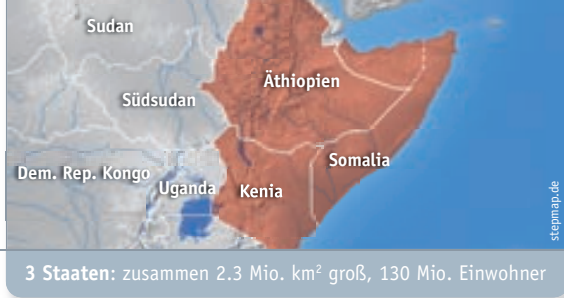 Sudan
Äthiopien
Südsudan
Somalia
Dem. Rep. Kongo
Uganda
Kenia
stepmap.de
3 Staaten: zusammen 2.3 Mio. km² groß, 130 Mio. Einwohner